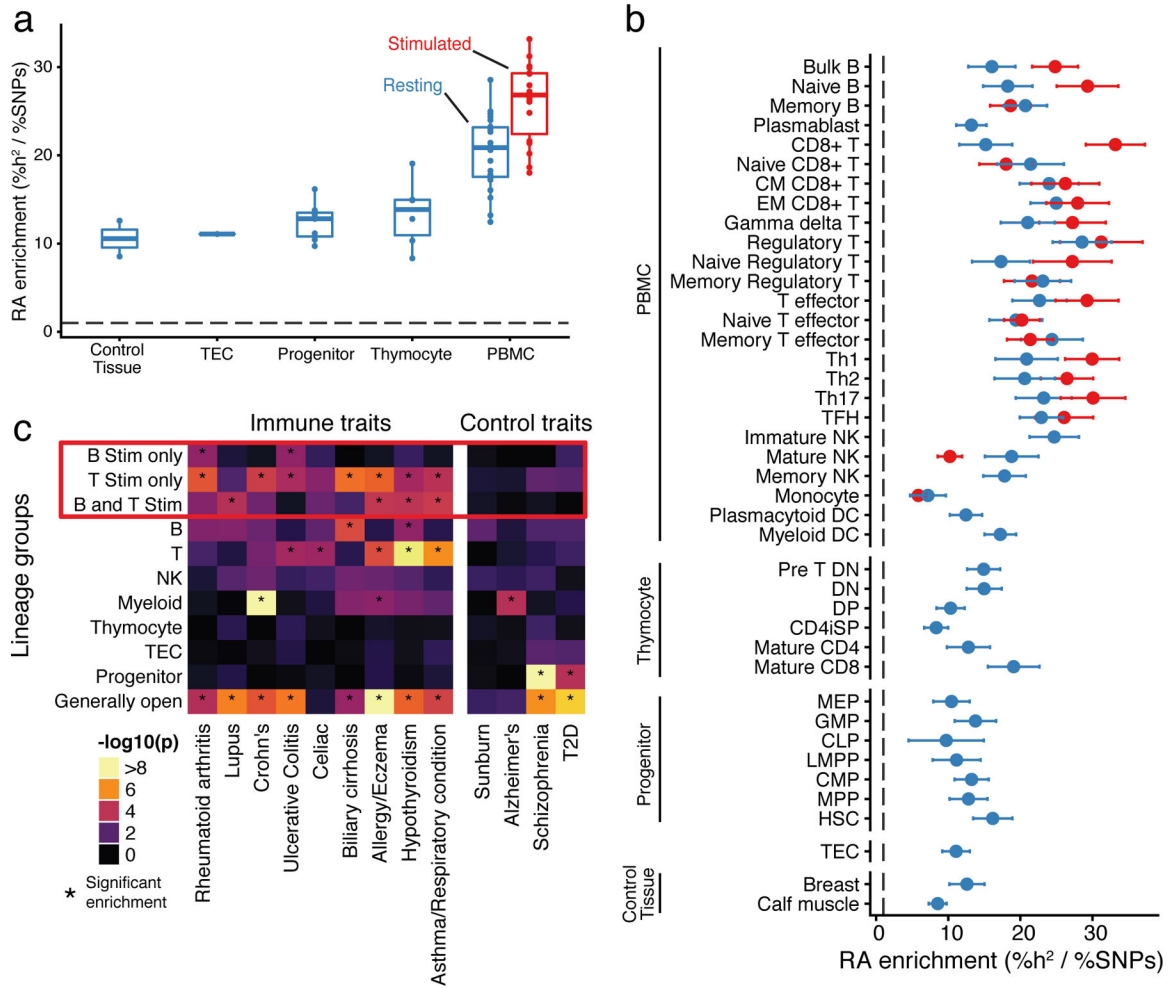 a
RA enrichment (%h² / %SNPs)
30
20
10
0
Stimulated
Resting
Control
Tissue
TEC
Progenitor
Thymocyte
PBMC
b
PBMC
Bulk B
Naive B
Memory B
Plasmablast
CD8+ T
Naive CD8+ T
CM CD8+ T
EM CD8+ T
Gamma delta T
Regulatory T
Naive Regulatory T
Memory Regulatory T
T effector
Naive T effector
Memory T effector
Th1
Th2
Th17
TFH
Immature NK
Mature NK
Memory NK
Monocyte
Plasmacytoid DC
Myeloid DC
Thymocyte
Pre T DN
DN
DP
CD4iSP
Mature CD4
Mature CD8
Progenitor
MEP
GMP
CLP
LMPP
CMP
MPP
HSC
TEC
Control
Tissue
Breast
Calf muscle
0
10
20
30
RA enrichment (%h² / %SNPs)
c
Immune traits
Control traits
Lineage groups
B Stim only
* *
T Stim only
* * * * * * *
B and T Stim
* * * *
B
* *
T
* * * * *
NK
Myeloid
* * *
Thymocyte
TEC
Progenitor
* *
Generally open
* * * * * * * * * *
-log10(p)
>8
6
4
2
0
* Significant
enrichment
Rheumatoid arthritis
Lupus
Crohn's
Ulcerative Colitis
Celiac
Biliary cirrhosis
Allergy/Eczema
Hypothyroidism
Asthma/Respiratory condition
Sunburn
Alzheimer's
Schizophrenia
T2D